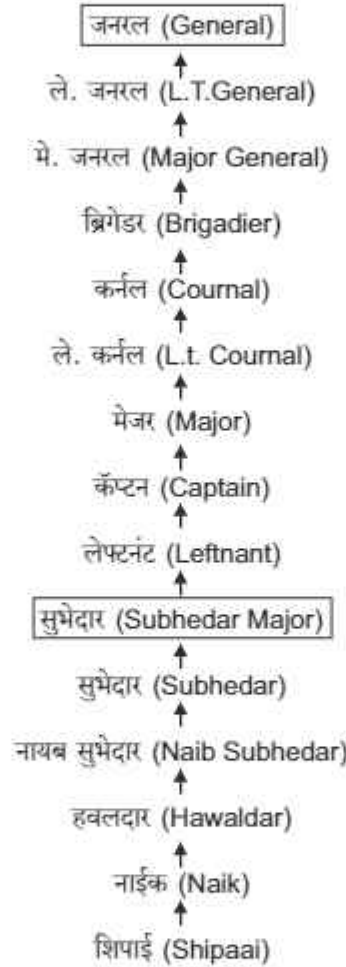 जनरल (General)
ले. जनरल (L.T.General)
मे. जनरल (Major General)
ब्रिगेडर (Brigadier)
कर्नल (Cournal)
ले. कर्नल (L.t. Cournal)
मेजर (Major)
कॅप्टन (Captain)
लेफ्टनंट (Leftnant)
सुभेदार (Subhedar Major)
सुभेदार (Subhedar)
नायब सुभेदार (Naib Subhedar)
हवलदार (Hawaldar)
नाईक (Naik)
शिपाई (Shipaai)